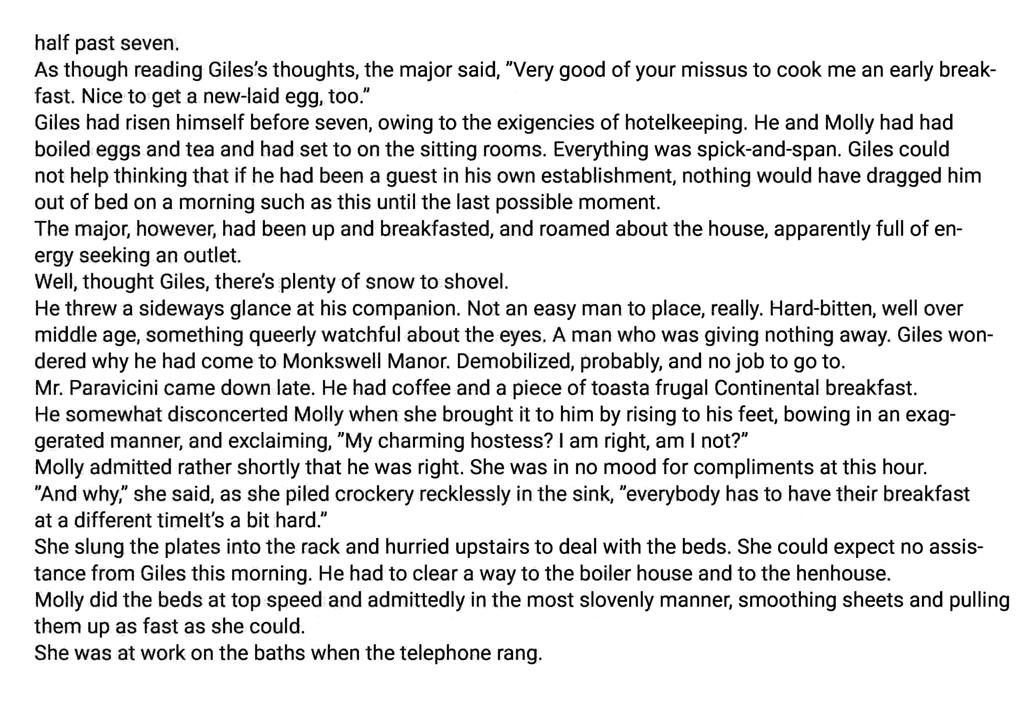 half past seven.
As though reading Giles's thoughts, the major said, "Very good of your missus to cook me an early break-
fast. Nice to get a new-laid egg, too."
Giles had risen himself before seven, owing to the exigencies of hotelkeeping. He and Molly had had
boiled eggs and tea and had set to on the sitting rooms. Everything was spick-and-span. Giles could
not help thinking that if he had been a guest in his own establishment, nothing would have dragged him
out of bed on a morning such as this until the last possible moment.
The major, however, had been up and breakfasted, and roamed about the house, apparently full of en-
ergy seeking an outlet.
Well, thought Giles, there's plenty of snow to shovel.
He threw a sideways glance at his companion. Not an easy man to place, really. Hard-bitten, well over
middle age, something queerly watchful about the eyes. A man who was giving nothing away. Giles won-
dered why he had come to Monkswell Manor. Demobilized, probably, and no job to go to.
Mr. Paravicini came down late. He had coffee and a piece of toasta frugal Continental breakfast.
He somewhat disconcerted Molly when she brought it to him by rising to his feet, bowing in an exag-
gerated manner, and exclaiming, "My charming hostess? I am right, am I not?"
Molly admitted rather shortly that he was right. She was in no mood for compliments at this hour.
"And why," she said, as she piled crockery recklessly in the sink, "everybody has to have their breakfast
at a different timeIt's a bit hard."
She slung the plates into the rack and hurried upstairs to deal with the beds. She could expect no assis-
tance from Giles this morning. He had to clear a way to the boiler house and to the henhouse.
Molly did the beds at top speed and admittedly in the most slovenly manner, smoothing sheets and pulling
them up as fast as she could.
She was at work on the baths when the telephone rang.